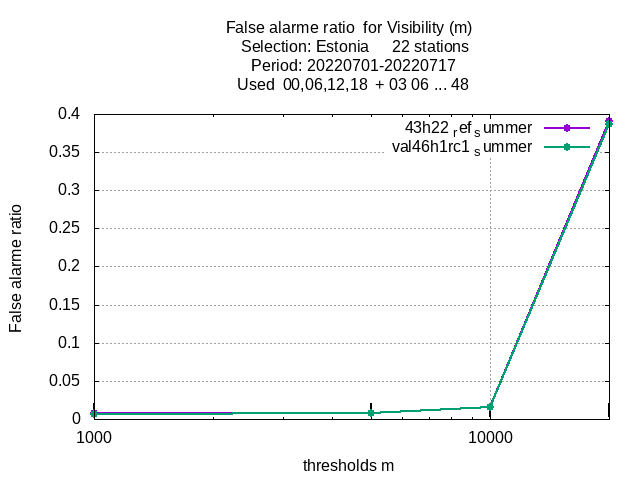 False alarme ratio  for Visibility (m)
Selection: Estonia     22 stations
Period: 20220701-20220717
Used  00,06,12,18  + 03 06 ... 48
43h22 ref summer
val46h1rc1 summer
0.4
0.35
0.3
0.25
0.2
0.15
0.1
0.05
0
False alarme ratio
1000
10000
thresholds m